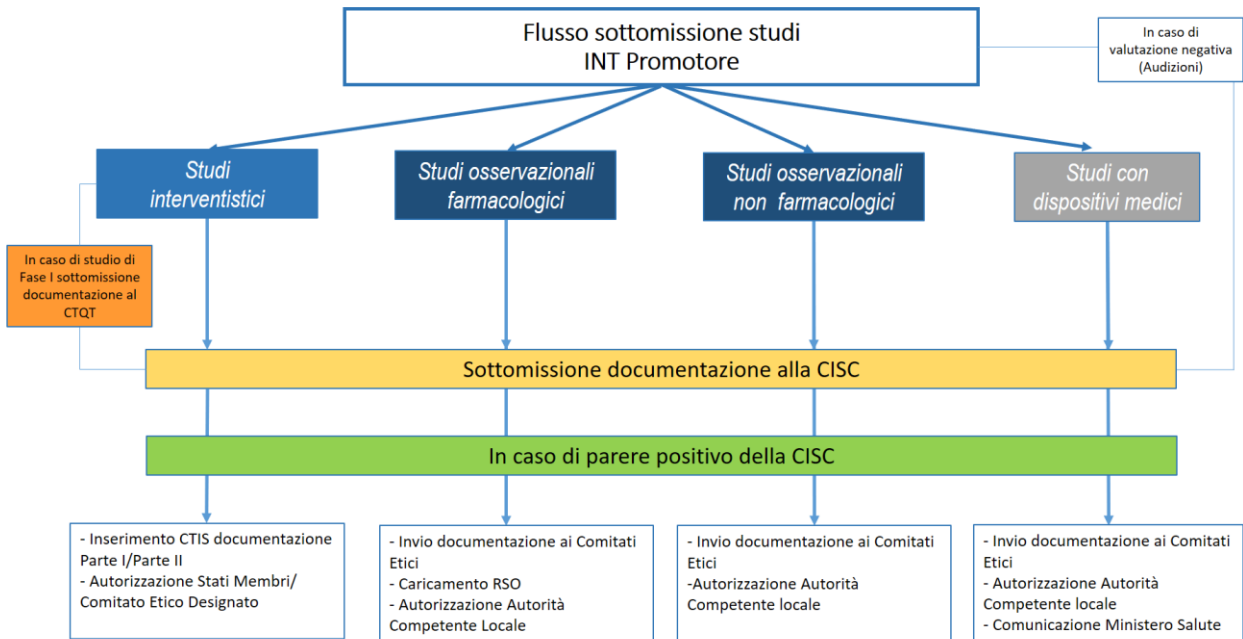 Flusso sottomissione studi
INT Promotore
In caso di
valutazione negativa
(Audizioni)
Studi
interventistici
Studi osservazionali
farmacologici
Studi osservazionali
non farmacologici
Studi con
dispositivi medici
In caso di studio di
Fase I sottomissione
documentazione al
CTQT
Sottomissione documentazione alla CISC
In caso di parere positivo della CISC
- Inserimento CTIS documentazione
Parte I/Parte II
- Autorizzazione Stati Membri/
Comitato Etico Designato
- Invio documentazione ai Comitati
Etici
- Caricamento RSO
- Autorizzazione Autorità
Competente Locale
- Invio documentazione ai Comitati
Etici
-Autorizzazione Autorità
Competente locale
- Invio documentazione ai Comitati
Etici
- Autorizzazione Autorità
Competente locale
- Comunicazione Ministero Salute